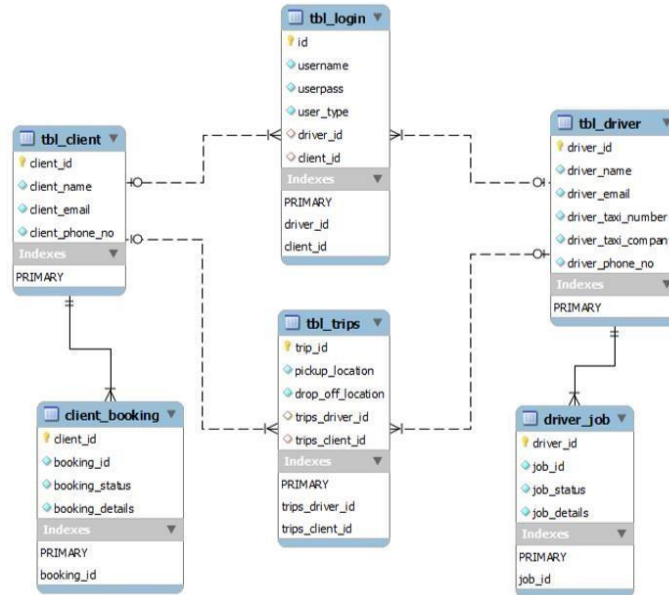 tbl_login
id
username
userpass
user_type
driver_id
client_id
Indexes
PRIMARY
driver_id
client_id
tbl_client
client_id
client_name
client_email
client_phone_no
Indexes
PRIMARY
tbl_driver
driver_id
driver_name
driver_email
driver_taxi_number
driver_taxi_compan
driver_phone_no
Indexes
PRIMARY
tbl_trips
trip_id
pickup_location
drop_off_location
trips_driver_id
trips_client_id
Indexes
PRIMARY
trips_driver_id
trips_client_id
client_booking
client_id
booking_id
booking_status
booking_details
Indexes
PRIMARY
booking_id
driver_job
driver_id
job_id
job_status
job_details
Indexes
PRIMARY
job_id